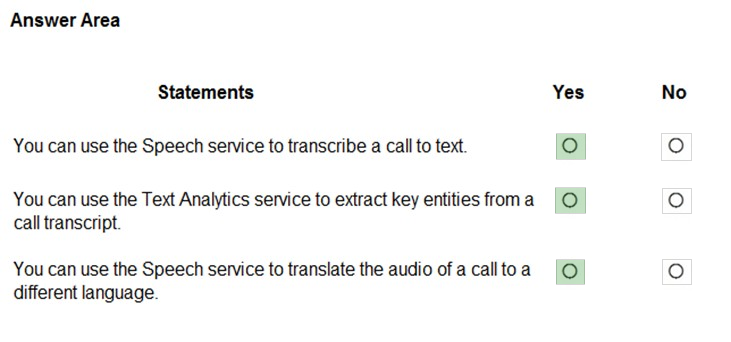 Answer Area
Statements Yes No
You can use the Speech service to transcribe a call to text.
You can use the Text Analytics service to extract key entities from a
call transcript.
You can use the Speech service to translate the audio of a call to a
different language.